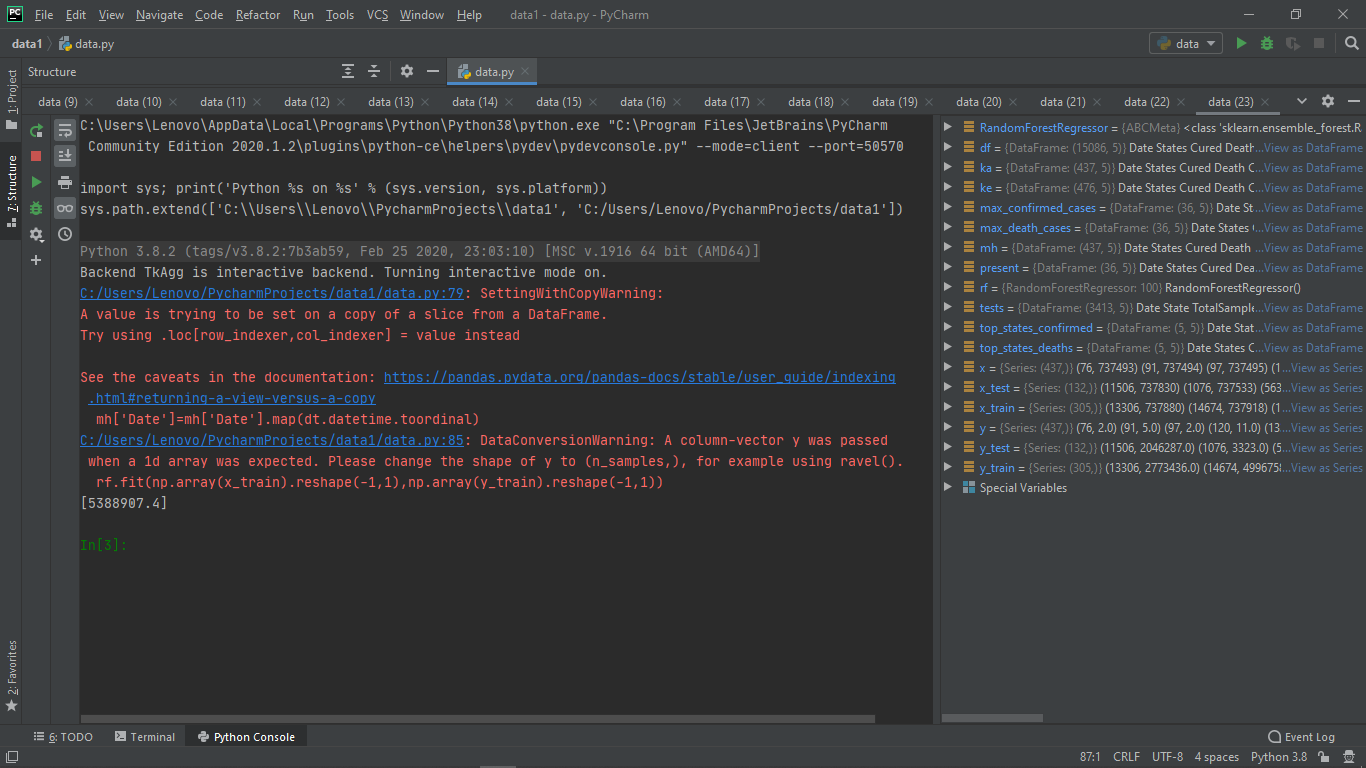 File Edit View Navigate Code Refactor Run Tools VCS Window Help data1 - data.py - PyCharm
data1 data.py data
Structure data.py
data (9) data (10) data (11) data (12) data (13) data (14) data (15) data (16) data (17) data (18) data (19) data (20) data (21) data (22) data (23)
1: Project
7: Structure
2: Favorites
C:\Users\Lenovo\AppData\Local\Programs\Python\Python38\python.exe "C:\Program Files\JetBrains\PyCharm
Community Edition 2020.1.2\plugins\python-ce\helpers\pydev\pydevconsole.py" --mode=client --port=50570
import sys; print('Python %s on %s' % (sys.version, sys.platform))
sys.path.extend(['C:\\Users\\Lenovo\\PycharmProjects\\data1', 'C:/Users/Lenovo/PycharmProjects/data1'])
Python 3.8.2 (tags/v3.8.2:7b3ab59, Feb 25 2020, 23:03:10) [MSC v.1916 64 bit (AMD64)]
Backend TkAgg is interactive backend. Turning interactive mode on.
C:/Users/Lenovo/PycharmProjects/data1/data.py:79: SettingWithCopyWarning:
A value is trying to be set on a copy of a slice from a DataFrame.
Try using .loc[row_indexer,col_indexer] = value instead
See the caveats in the documentation: https://pandas.pydata.org/pandas-docs/stable/user_guide/indexing
.html#returning-a-view-versus-a-copy
mh['Date']=mh['Date'].map(dt.datetime.toordinal)
C:/Users/Lenovo/PycharmProjects/data1/data.py:85: DataConversionWarning: A column-vector y was passed
when a 1d array was expected. Please change the shape of y to (n_samples,), for example using ravel().
rf.fit(np.array(x_train).reshape(-1,1),np.array(y_train).reshape(-1,1))
[5388907.4]
In[3]:
RandomForestRegressor = {ABCMeta} <class 'sklearn.ensemble._forest.R
df = {DataFrame: (15086, 5)} Date States Cured Death ...View as DataFrame
ka = {DataFrame: (437, 5)} Date States Cured Death C...View as DataFrame
ke = {DataFrame: (476, 5)} Date States Cured Death C...View as DataFrame
max_confirmed_cases = {DataFrame: (36, 5)} Date St...View as DataFrame
max_death_cases = {DataFrame: (36, 5)} Date States ...View as DataFrame
mh = {DataFrame: (437, 5)} Date States Cured Death ...View as DataFrame
present = {DataFrame: (36, 5)} Date States Cured Dea...View as DataFrame
rf = {RandomForestRegressor: 100} RandomForestRegressor()
tests = {DataFrame: (3413, 5)} Date State TotalSample...View as DataFrame
top_states_confirmed = {DataFrame: (5, 5)} Date Stat...View as DataFrame
top_states_deaths = {DataFrame: (5, 5)} Date States C...View as DataFrame
x = {Series: (437,)} (76, 737493) (91, 737494) (97, 737495) (1...View as Series
x_test = {Series: (132,)} (11506, 737830) (1076, 737533) (563...View as Series
x_train = {Series: (305,)} (13306, 737880) (14674, 737918) (1...View as Series
y = {Series: (437,)} (76, 2.0) (91, 5.0) (97, 2.0) (120, 11.0) (13...View as Series
y_test = {Series: (132,)} (11506, 2046287.0) (1076, 3323.0) (5...View as Series
y_train = {Series: (305,)} (13306, 2773436.0) (14674, 4996758...View as Series
Special Variables
6: TODO Terminal Python Console Event Log
87:1 CRLF UTF-8 4 spaces Python 3.8